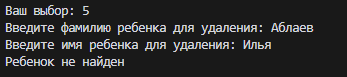 Ваш выбор: 5
Введите фамилию ребенка для удаления: Аблаев
Введите имя ребенка для удаления: Илья
Ребенок не найден